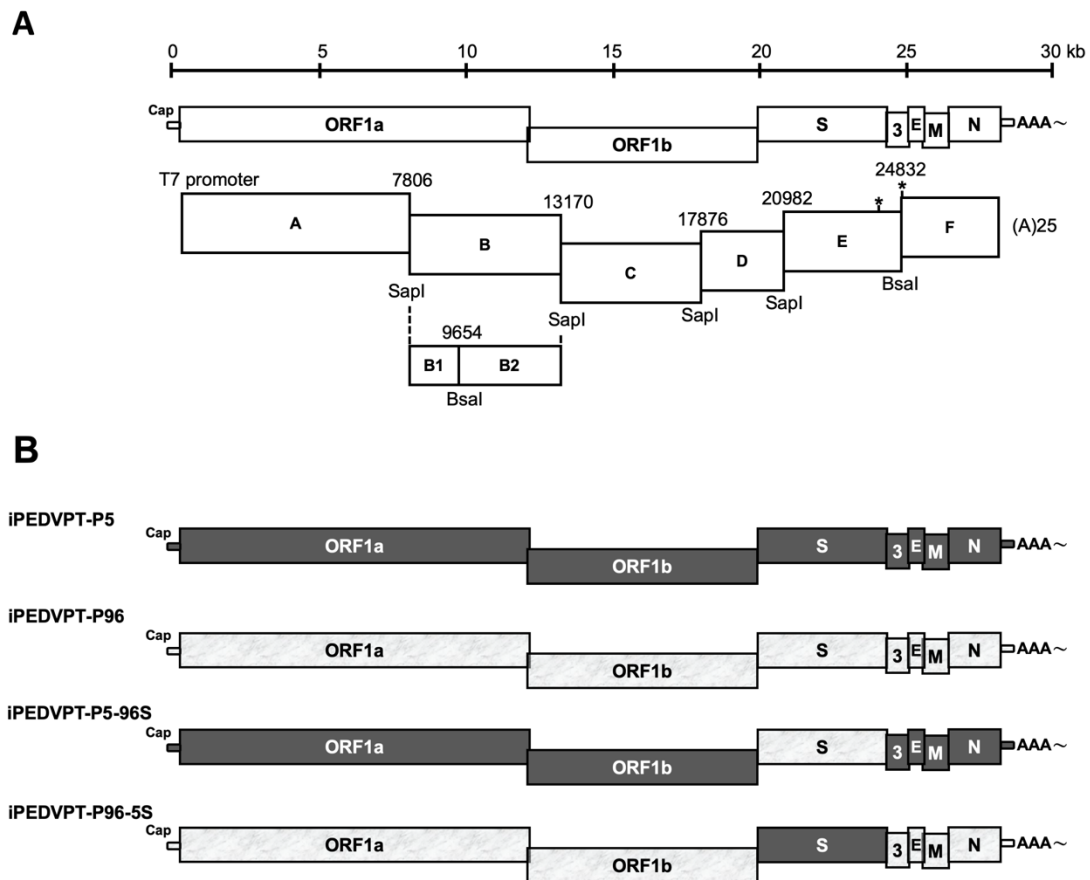 A
0 5 10 15 20 25 30 kb
Cap ORF1a ORF1b S 3 E M N AAA~
T7 promoter 7806 13170 17876 20982 24832
* *
A B C D E F (A)25
SapI SapI SapI SapI BsaI
9654
B1 B2
BsaI
B
iPEDVPT-P5
Cap ORF1a ORF1b S 3 E M N AAA~
iPEDVPT-P96
Cap ORF1a ORF1b S 3 E M N AAA~
iPEDVPT-P5-96S
Cap ORF1a ORF1b S 3 E M N AAA~
iPEDVPT-P96-5S
Cap ORF1a ORF1b S 3 E M N AAA~